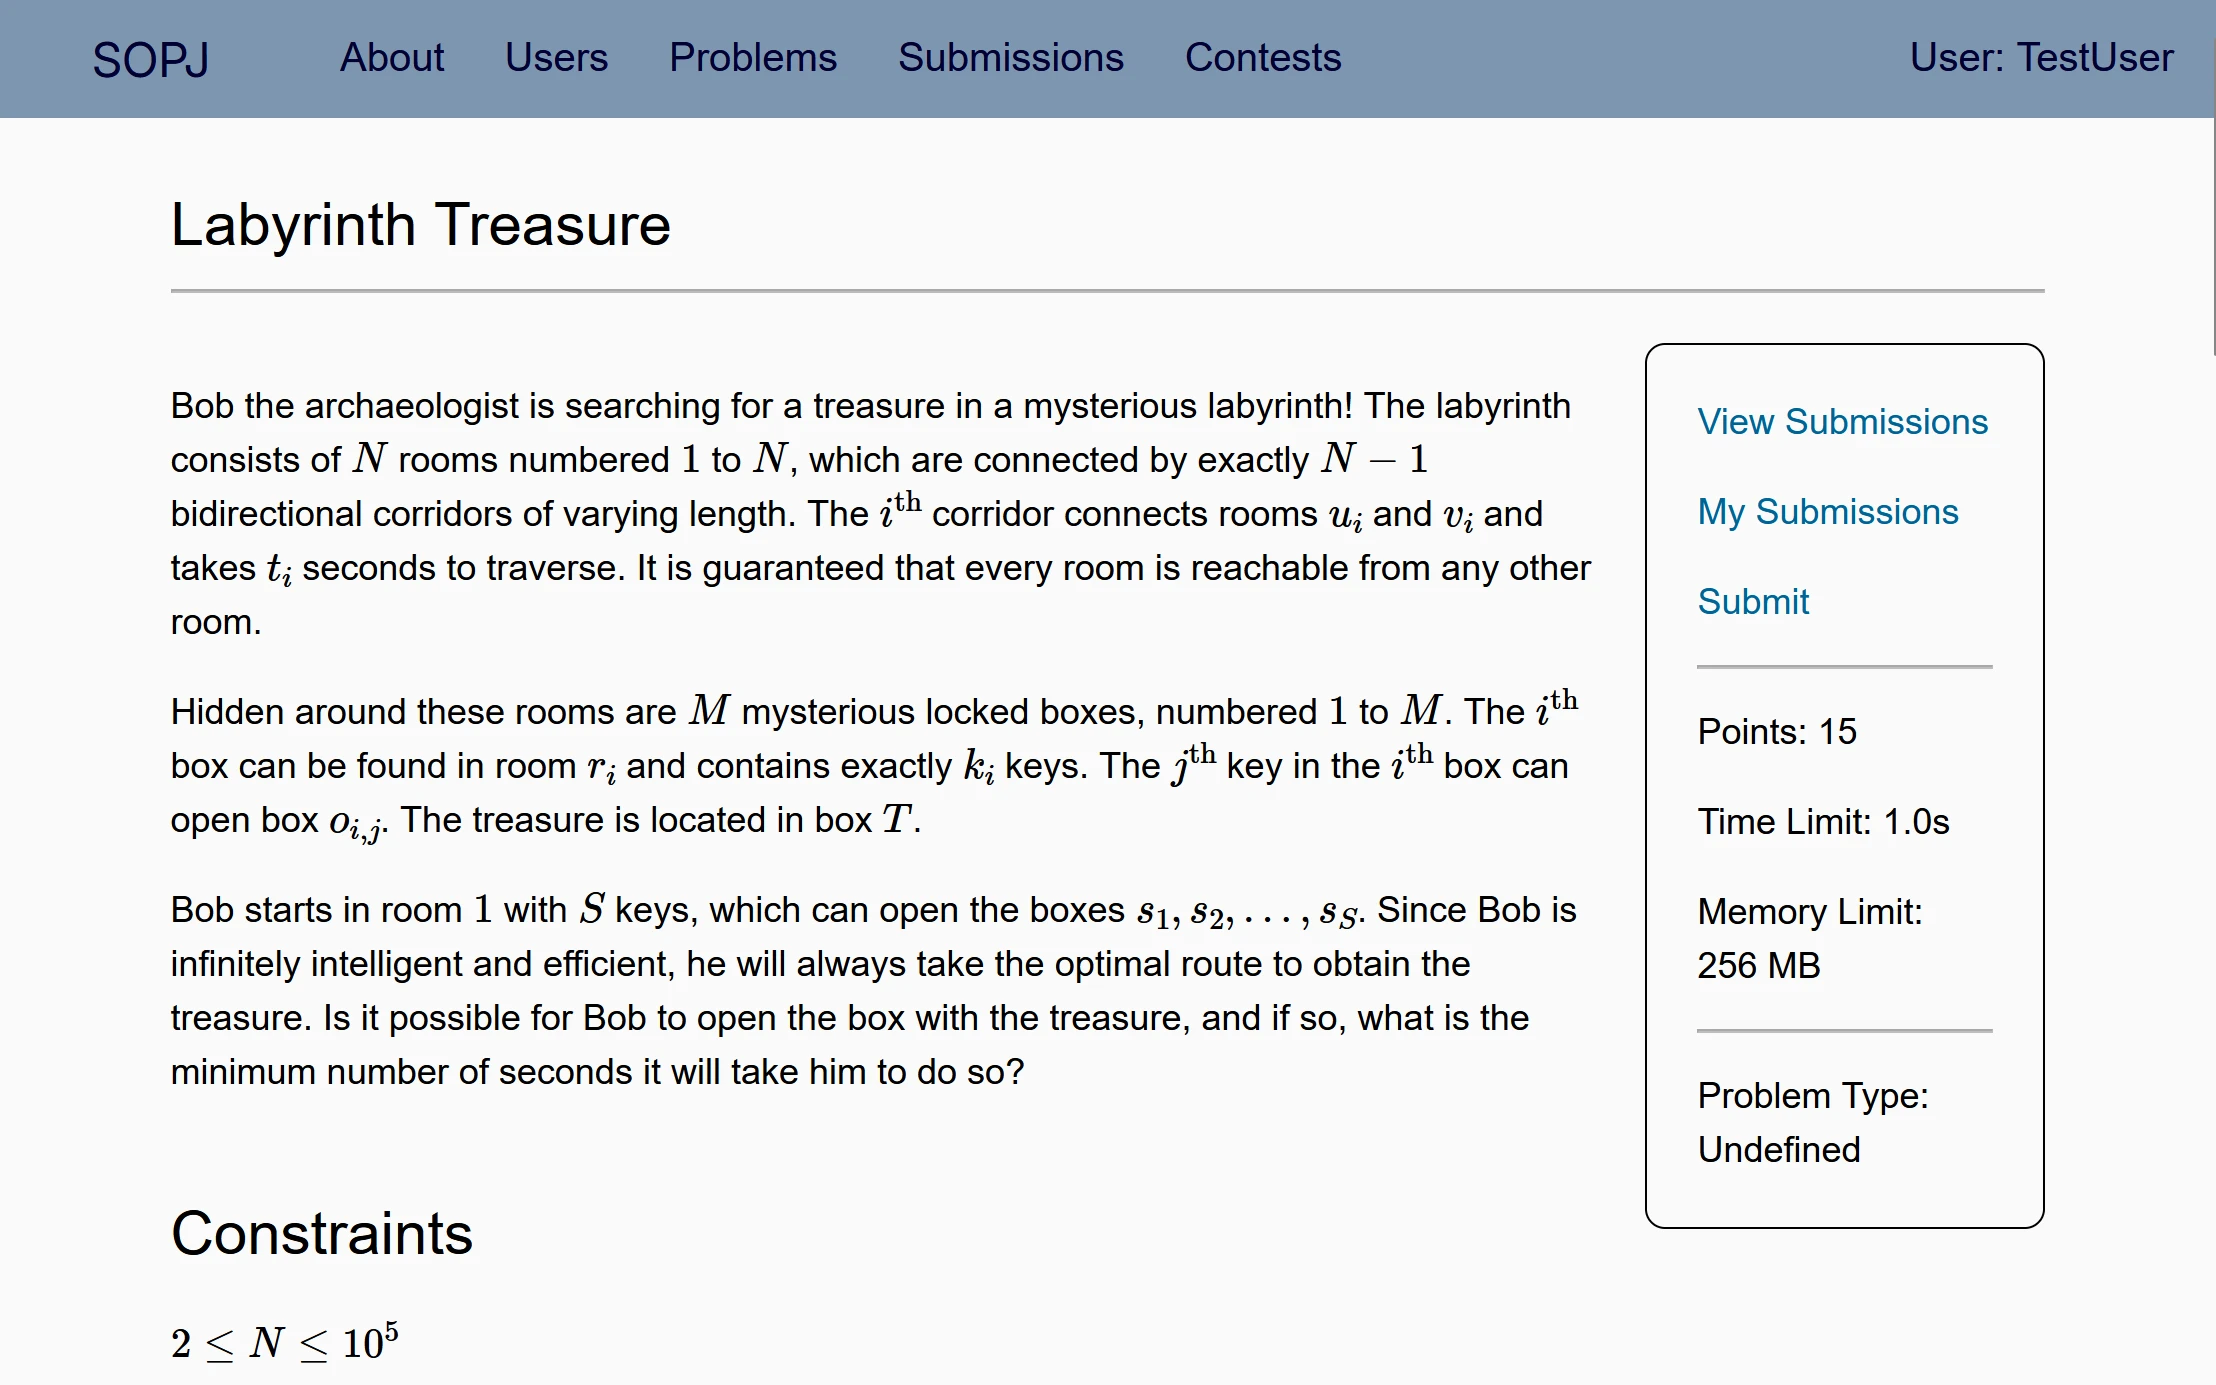 SOPJ About Users Problems Submissions Contests User: TestUser
Labyrinth Treasure
Bob the archaeologist is searching for a treasure in a mysterious labyrinth! The labyrinth
consists of N rooms numbered 1 to N, which are connected by exactly N − 1
bidirectional corridors of varying length. The i^th corridor connects rooms u_i and v_i and
takes t_i seconds to traverse. It is guaranteed that every room is reachable from any other
room.
Hidden around these rooms are M mysterious locked boxes, numbered 1 to M. The i^th
box can be found in room r_i and contains exactly k_i keys. The j^th key in the i^th box can
open box o_{i,j}. The treasure is located in box T.
Bob starts in room 1 with S keys, which can open the boxes s_1, s_2, . . . , s_S. Since Bob is
infinitely intelligent and efficient, he will always take the optimal route to obtain the
treasure. Is it possible for Bob to open the box with the treasure, and if so, what is the
minimum number of seconds it will take him to do so?
Constraints
2 ≤ N ≤ 10^5
View Submissions
My Submissions
Submit
Points: 15
Time Limit: 1.0s
Memory Limit:
256 MB
Problem Type:
Undefined